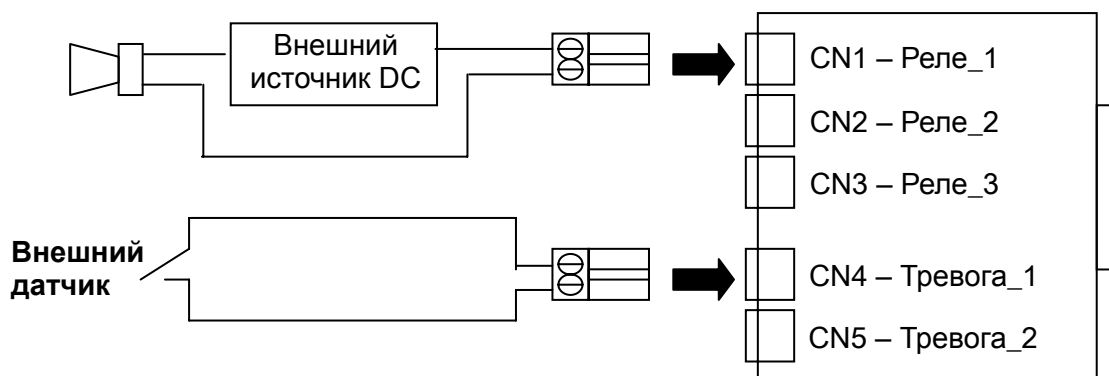 Внешний
источник DC
CN1 – Реле_1
CN2 – Реле_2
CN3 – Реле_3
Внешний
датчик
CN4 – Тревога_1
CN5 – Тревога_2